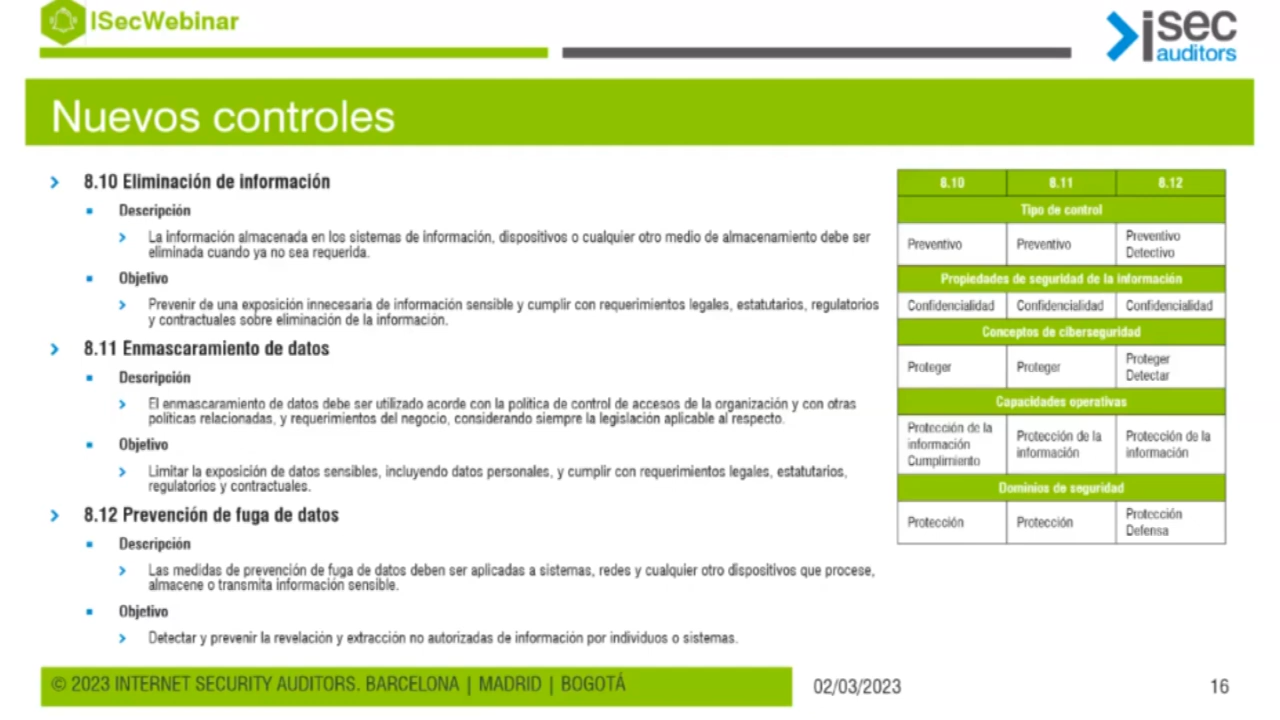 ISecWebinar
isec
auditors
Nuevos controles
8.10 Eliminación de información
Descripción
La información almacenada en los sistemas de información, dispositivos o cualquier otro medio de almacenamiento debe ser
eliminada cuando ya no sea requerida.
Objetivo
Prevenir de una exposición innecesaria de información sensible y cumplir con requerimientos legales, estatutarios, regulatorios
y contractuales sobre eliminación de la información.
8.11 Enmascaramiento de datos
Descripción
El enmascaramiento de datos debe ser utilizado acorde con la política de control de accesos de la organización y con otras
políticas relacionadas, y requerimientos del negocio, considerando siempre la legislación aplicable al respecto.
Objetivo
Limitar la exposición de datos sensibles, incluyendo datos personales, y cumplir con requerimientos legales, estatutarios,
regulatorios y contractuales.
8.12 Prevención de fuga de datos
Descripción
Las medidas de prevención de fuga de datos deben ser aplicadas a sistemas, redes y cualquier otro dispositivos que procese,
almacene o transmita información sensible.
Objetivo
Detectar y prevenir la revelación y extracción no autorizadas de información por individuos o sistemas.
8.10 8.11 8.12
Tipo de control
Preventivo Preventivo Preventivo
Detectivo
Propiedades de seguridad de la información
Confidencialidad Confidencialidad Confidencialidad
Conceptos de ciberseguridad
Proteger Proteger Proteger
Detectar
Capacidades operativas
Protección de la Protección de la Protección de la
información información información
Cumplimiento
Dominios de seguridad
Protección Protección Protección
Defensa
© 2023 INTERNET SECURITY AUDITORS. BARCELONA | MADRID | BOGOTÁ
02/03/2023
16